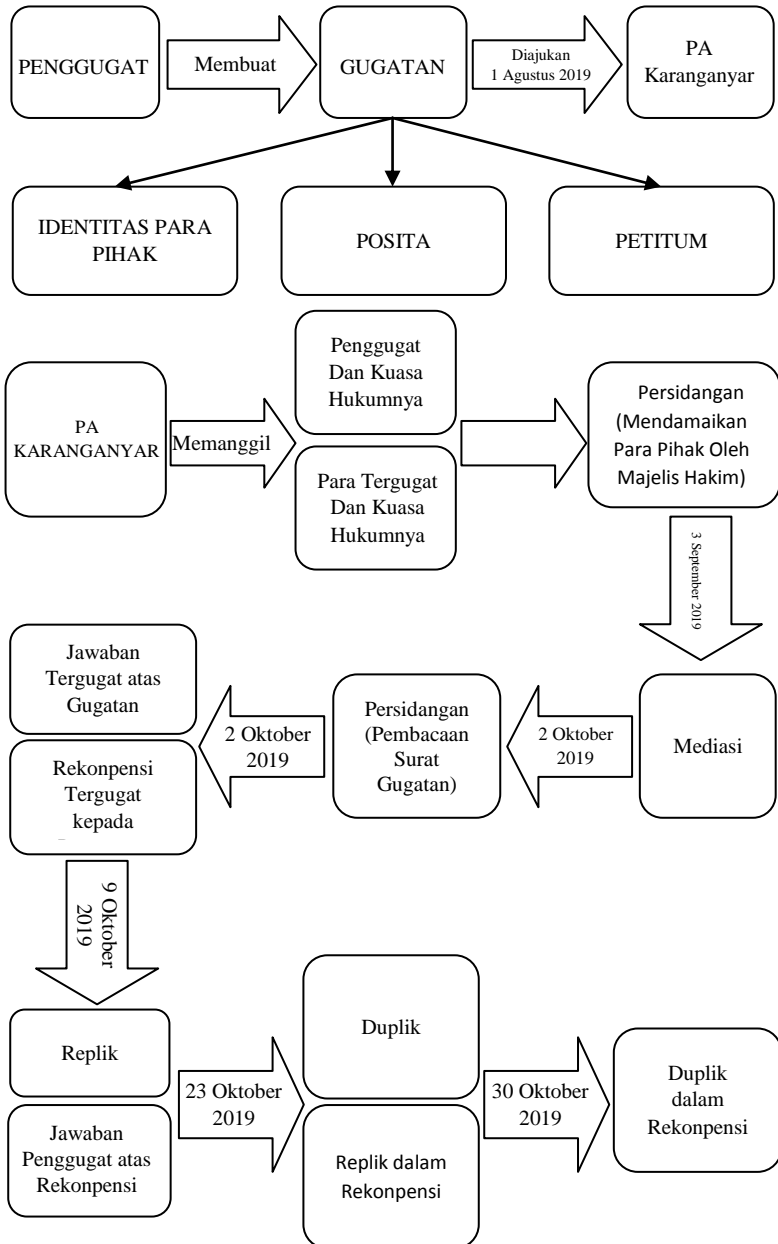 PENGGUGAT
Membuat
GUGATAN
Diajukan
1 Agustus 2019
PA
Karanganyar
IDENTITAS PARA
PIHAK
POSITA
PETITUM
PA
KARANGANYAR
Memanggil
Penggugat
Dan Kuasa
Hukumnya
Para Tergugat
Dan Kuasa
Hukumnya
Persidangan
(Mendamaikan
Para Pihak Oleh
Majelis Hakim)
3 September 2019
Mediasi
2 Oktober
2019
Persidangan
(Pembacaan
Surat
Gugatan)
2 Oktober
2019
Jawaban
Tergugat atas
Gugatan
Rekonpensi
Tergugat
kepada
9 Oktober
2019
Replik
Jawaban
Penggugat atas
Rekonpensi
23 Oktober
2019
Duplik
Replik dalam
Rekonpensi
30 Oktober
2019
Duplik
dalam
Rekonpensi